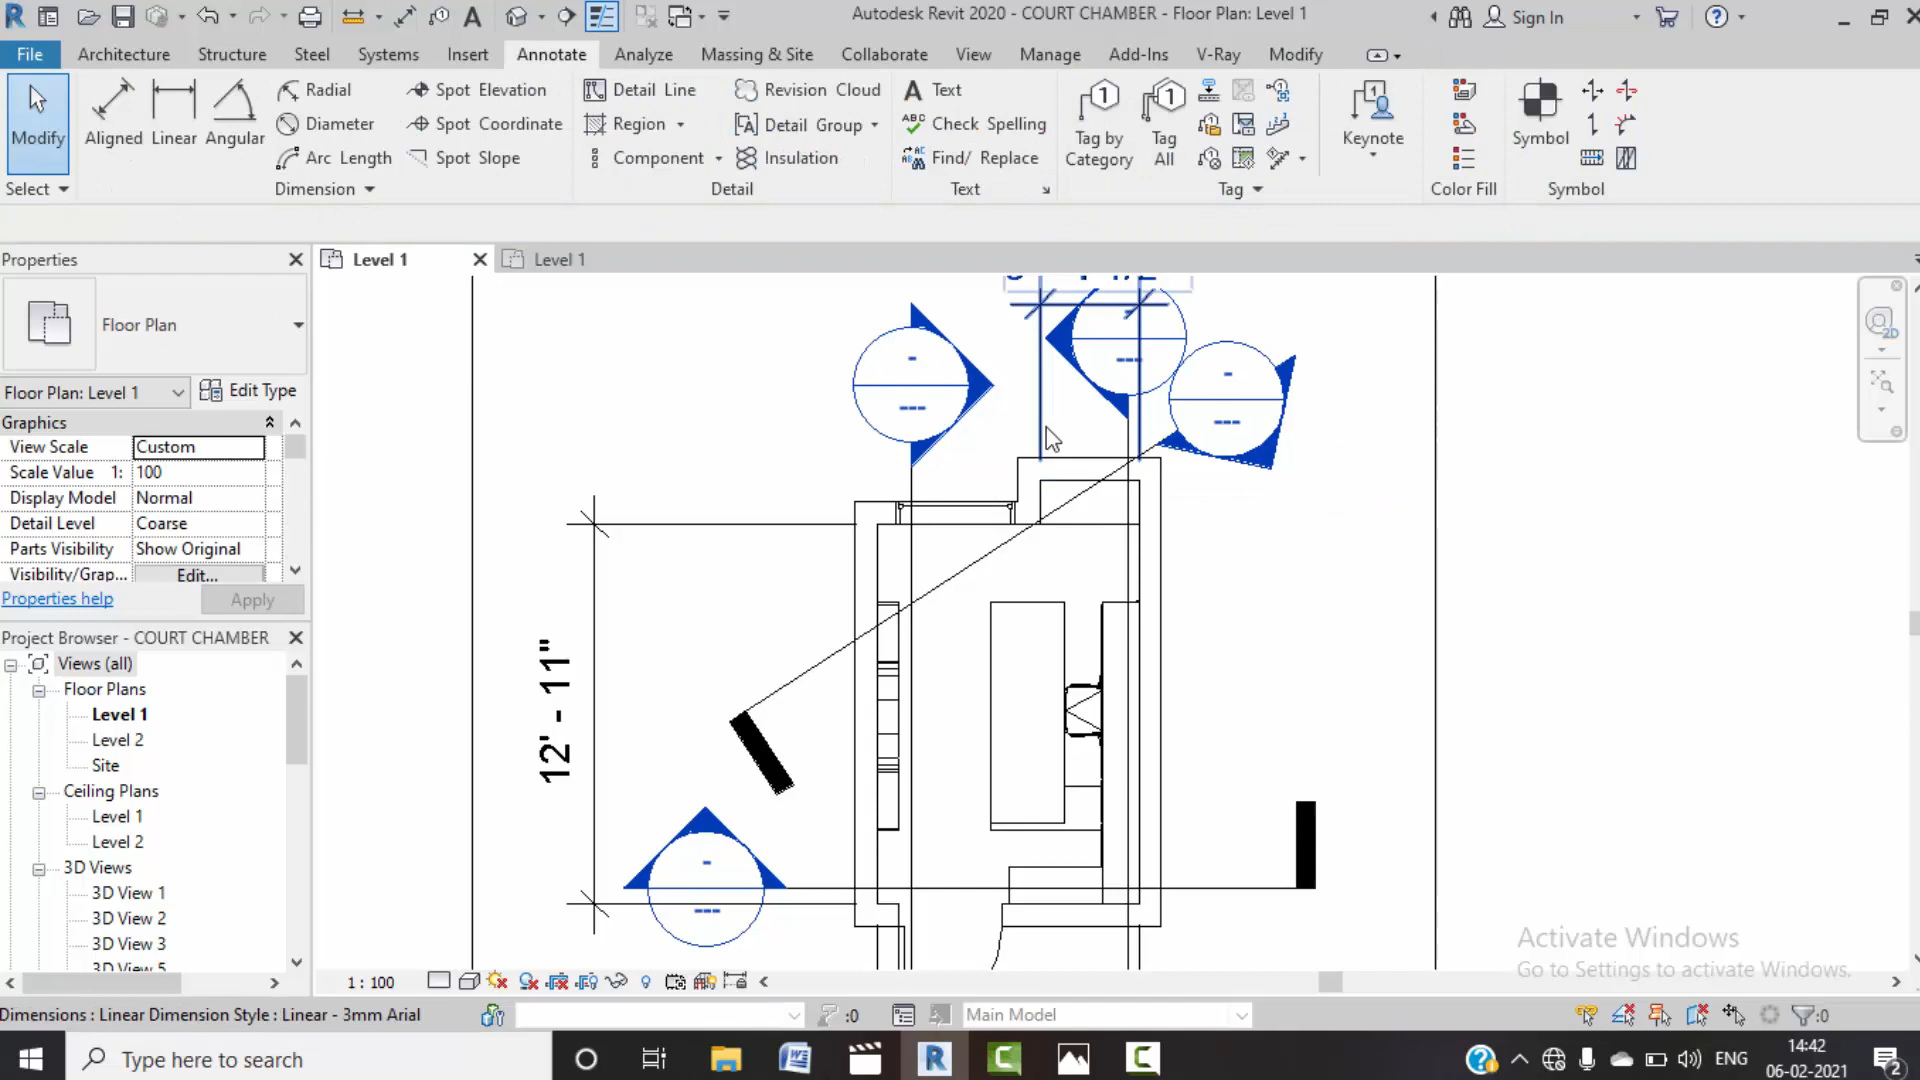 Autodesk Revit 2020 - COURT CHAMBER - Floor Plan: Level 1
Sign In
File Architecture Structure Steel Systems Insert Annotate Analyze Massing & Site Collaborate View Manage Add-Ins V-Ray Modify
Modify
Select
Aligned Linear Angular
Radial
Diameter
Arc Length
Spot Elevation
Spot Coordinate
Spot Slope
Dimension
Detail Line
Region
Component
Revision Cloud
Detail Group
Insulation
Detail
Text
Check Spelling
Find/ Replace
Text
Tag by Category
Tag All
Tag
Keynote
Color Fill
Symbol
Symbol
Properties
Level 1
Level 1
Floor Plan
Floor Plan: Level 1
Edit Type
Graphics
View Scale Custom
Scale Value 1: 100
Display Model Normal
Detail Level Coarse
Parts Visibility Show Original
Visibility/Grap... Edit...
Properties help
Apply
Project Browser - COURT CHAMBER
Views (all)
Floor Plans
Level 1
Level 2
Site
Ceiling Plans
Level 1
Level 2
3D Views
3D View 1
3D View 2
3D View 3
3D View 5
12' - 11"
2D
Activate Windows
Go to Settings to activate Windows.
1 : 100
Dimensions : Linear Dimension Style : Linear - 3mm Arial
:0
Main Model
:0
Type here to search
ENG
14:42
06-02-2021
2